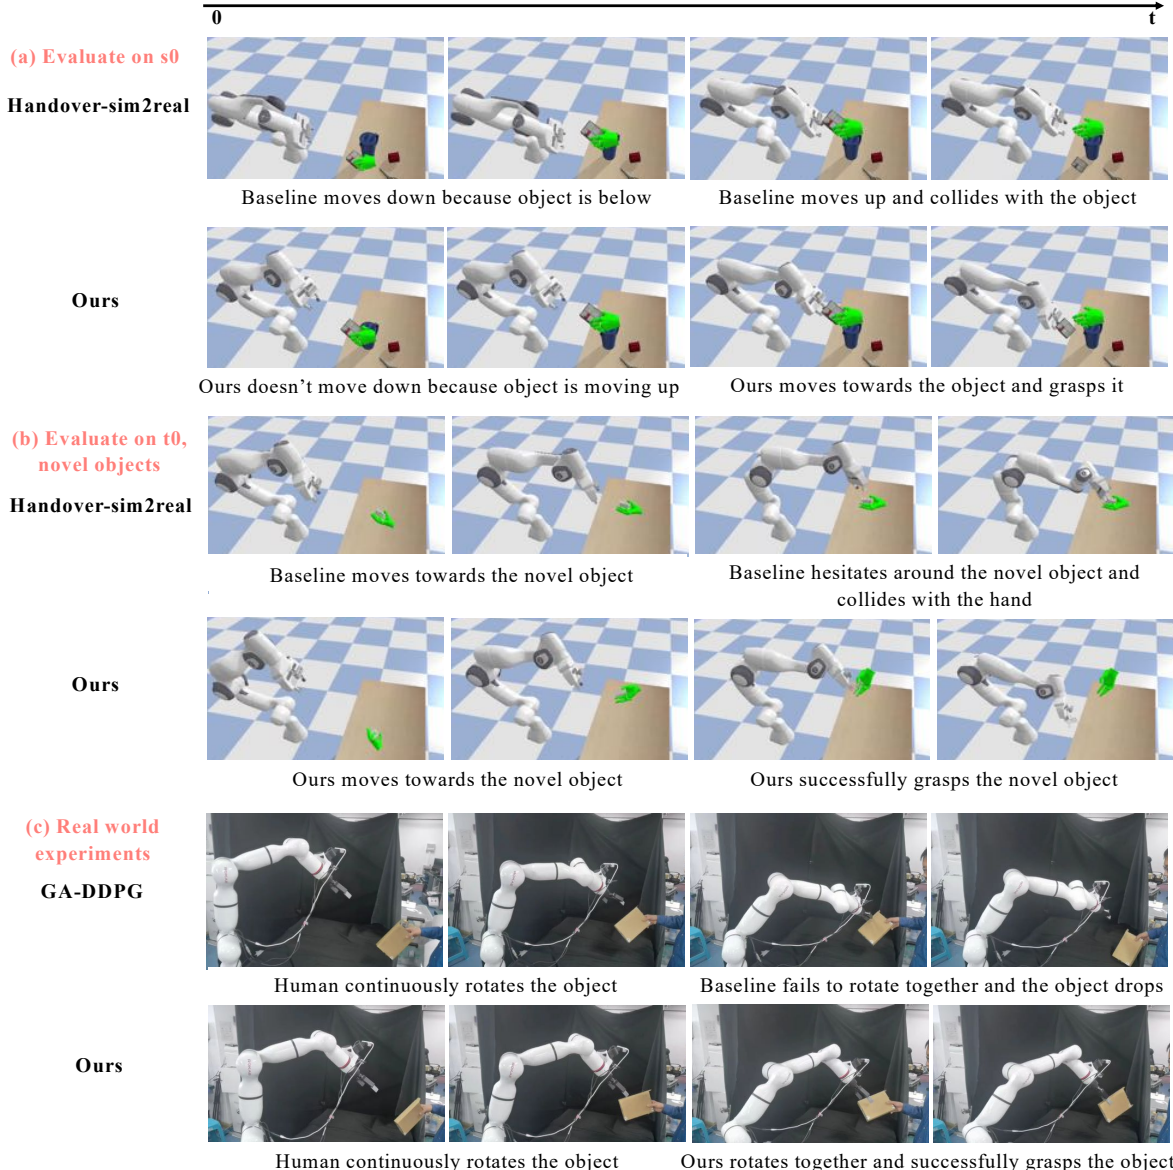 0
t
(a) Evaluate on s0
Handover-sim2real
Baseline moves down because object is below
Baseline moves up and collides with the object
Ours
Ours doesn't move down because object is moving up
Ours moves towards the object and grasps it
(b) Evaluate on t0,
novel objects
Handover-sim2real
Baseline moves towards the novel object
Baseline hesitates around the novel object and
collides with the hand
Ours
Ours moves towards the novel object
Ours successfully grasps the novel object
(c) Real world
experiments
GA-DDPG
Human continuously rotates the object
Baseline fails to rotate together and the object drops
Ours
Human continuously rotates the object
Ours rotates together and successfully grasps the object